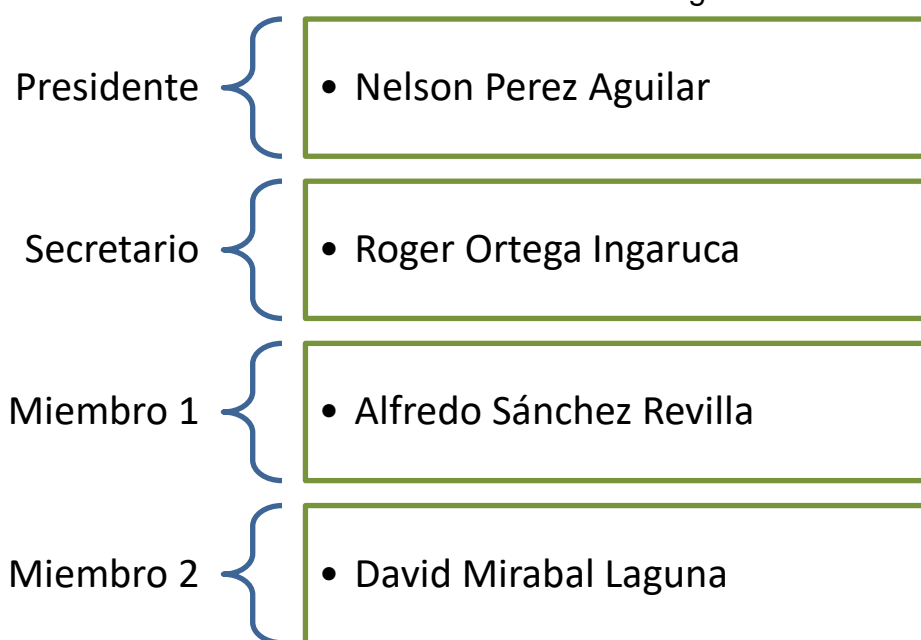 Presidente
• Nelson Perez Aguilar
Secretario
• Roger Ortega Ingaruca
Miembro 1
• Alfredo Sánchez Revilla
Miembro 2
• David Mirabal Laguna